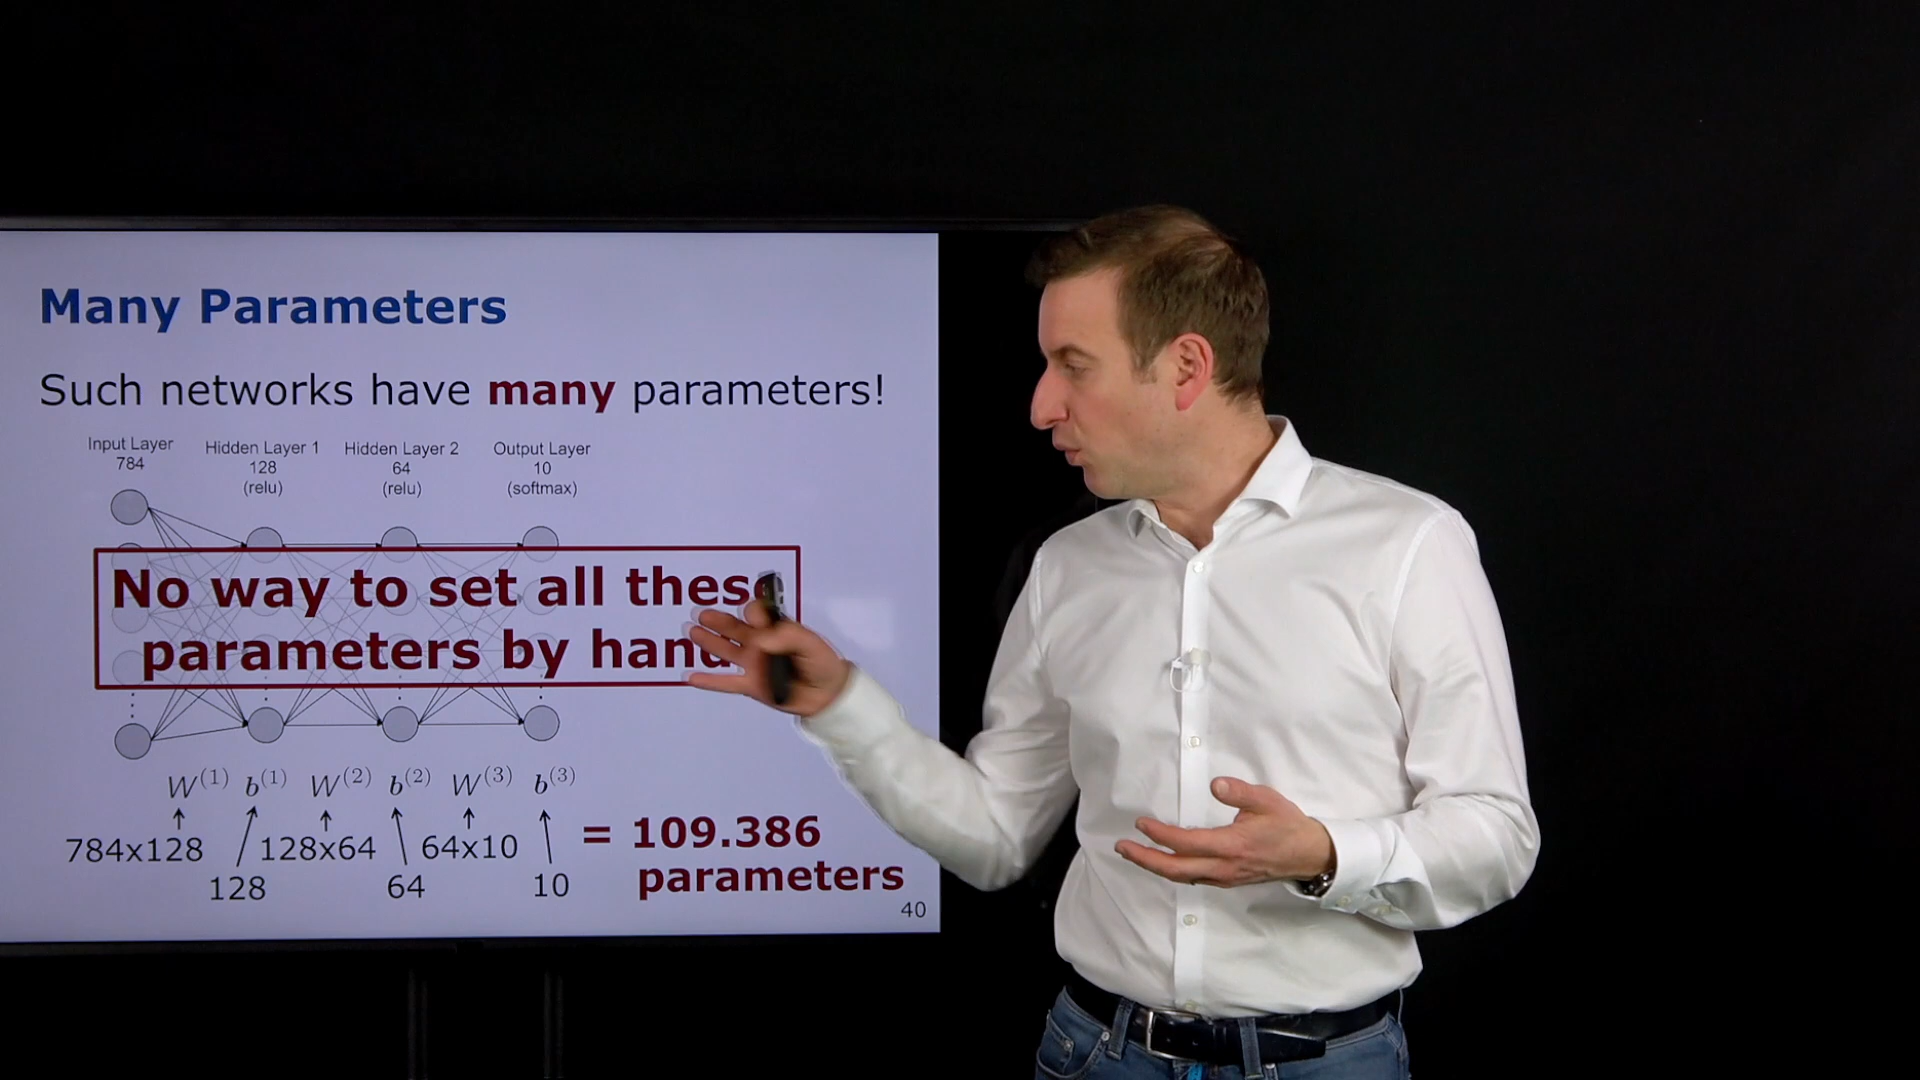 Many Parameters
Such networks have many parameters!
Input Layer
784
Hidden Layer 1
128
(relu)
Hidden Layer 2
64
(relu)
Output Layer
10
(softmax)
No way to set all these
parameters by hand
W(1) b(1) W(2) b(2) W(3) b(3)
784x128 128x64 64x10 = 109.386
128 64 10 parameters
40